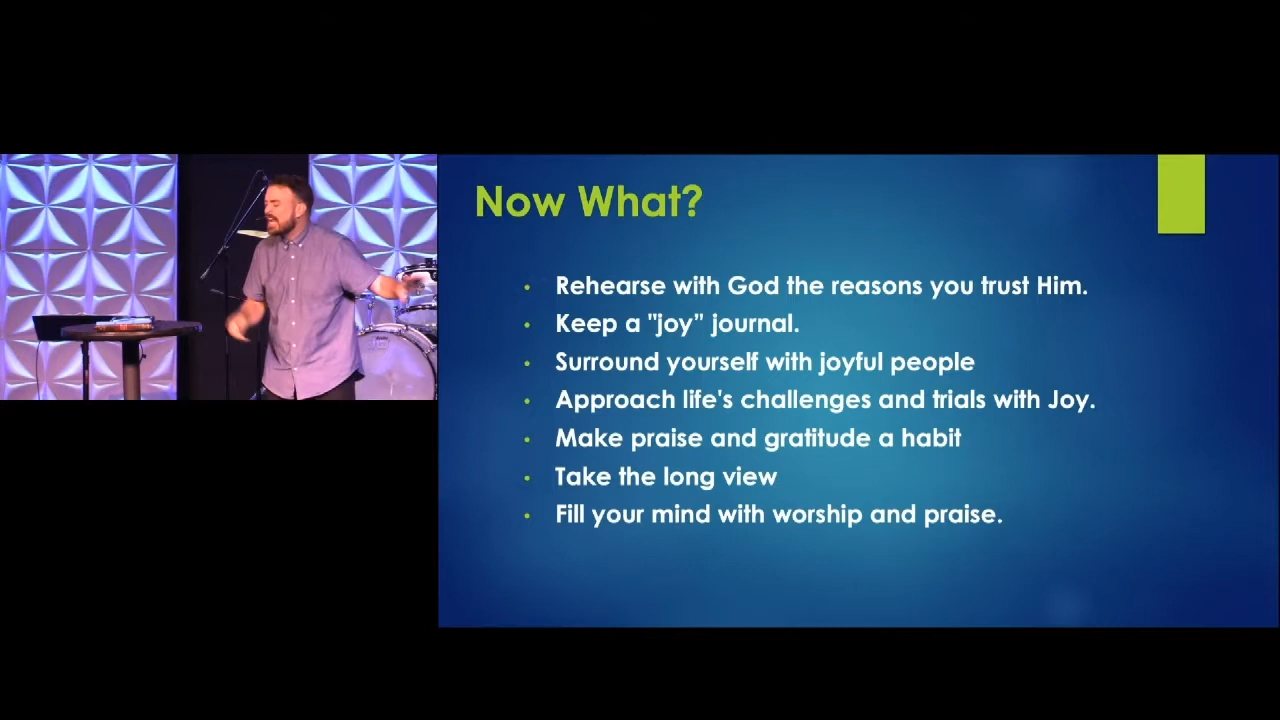 Now What?
• Rehearse with God the reasons you trust Him.
• Keep a "joy” journal.
• Surround yourself with joyful people
• Approach life's challenges and trials with Joy.
• Make praise and gratitude a habit
• Take the long view
• Fill your mind with worship and praise.